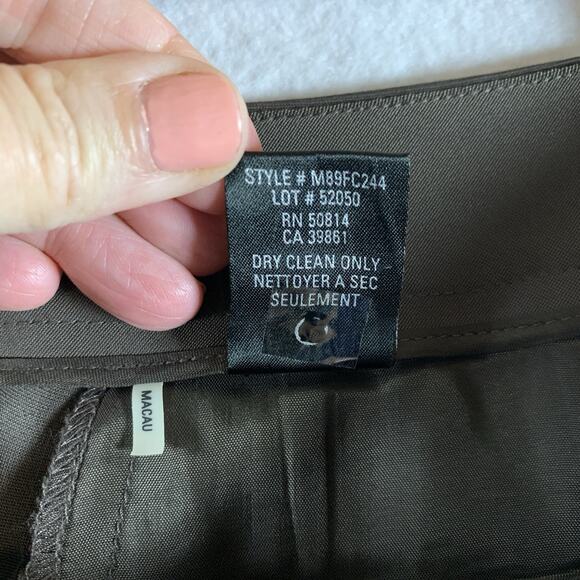 STYLE # M89FC244
LOT # 52050
RN 50814
CA 39861
DRY CLEAN ONLY
NETTOYER A SEC
SEULEMENT
MACAU